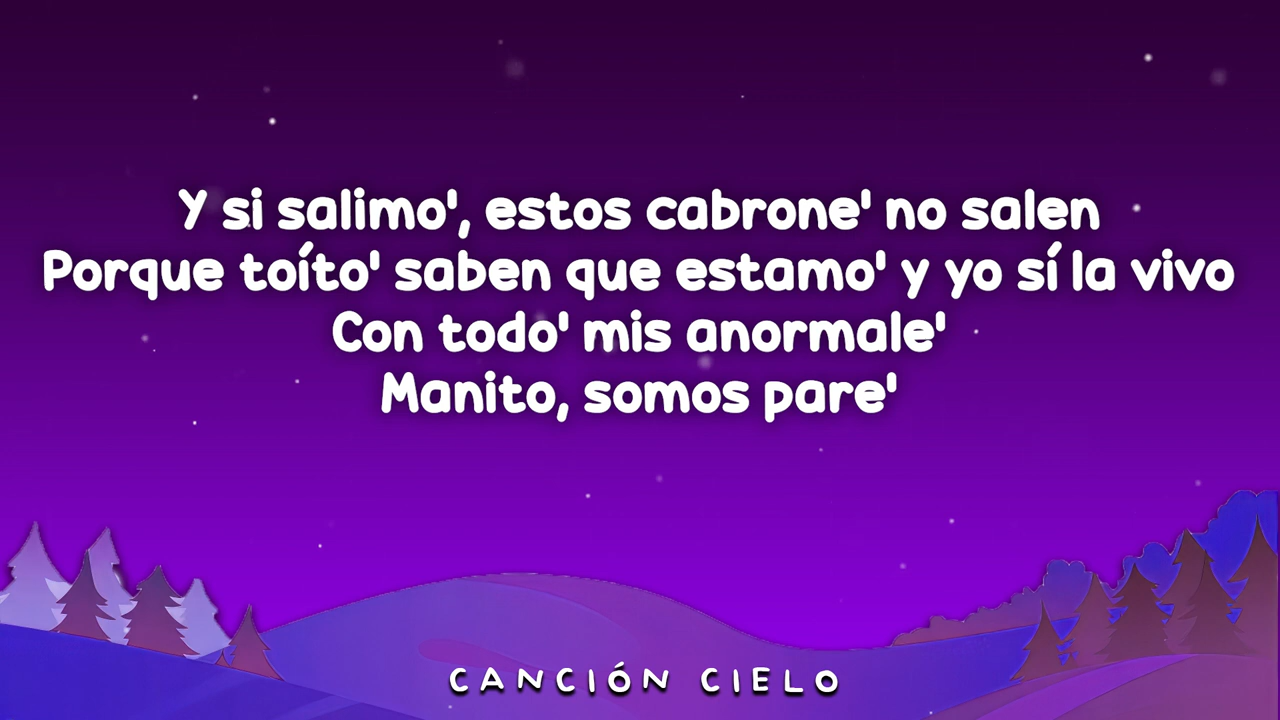 Y si salimo', estos cabrone' no salen
Porque toíto' saben que estamo' y yo sí la vivo
Con todo' mis anormale'
Manito, somos pare'
CANCIÓN CIELO